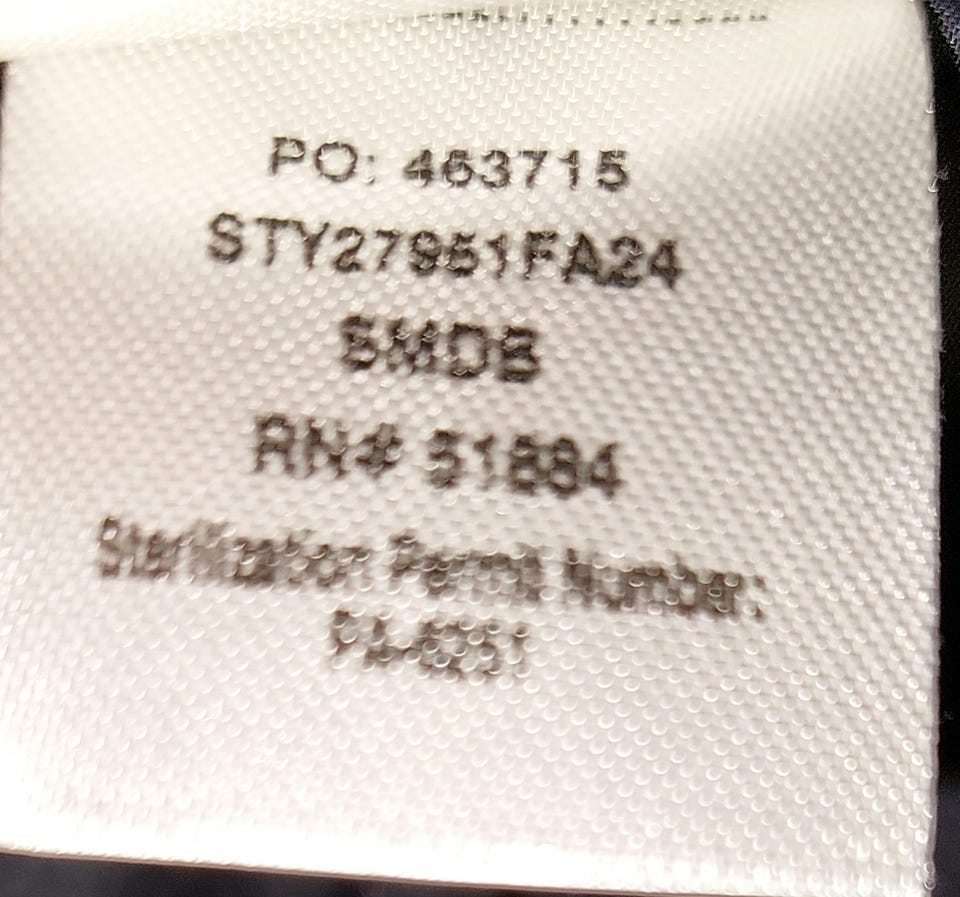 PO: 463715
STY27951FA24
SMDB
RN# 51884
Sterilization Permit Number: